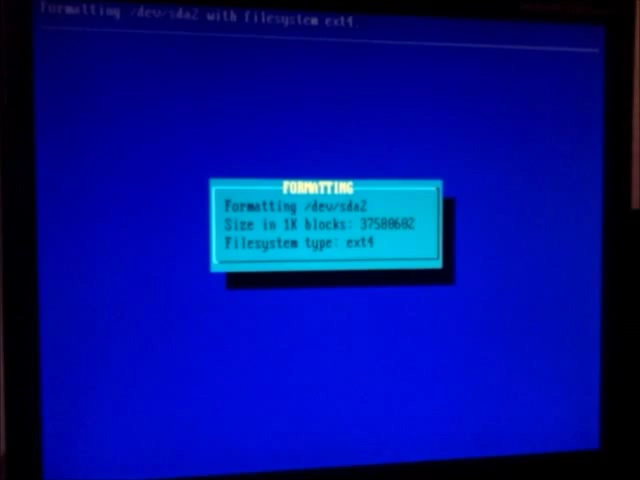 Formatting /dev/sda2 with filesystem ext4.
FORMATTING
Formatting /dev/sda2
Size in 1K blocks: 37580602
Filesystem type: ext4